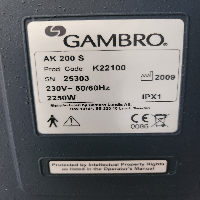 GAMBRO®
AK 200 S
Prod. Code K22100
SN 25303 2009
230V~ 50/60Hz
2250W IPX1
0086
Protected by Intellectual Property Rights
as listed in the Operator's Manual